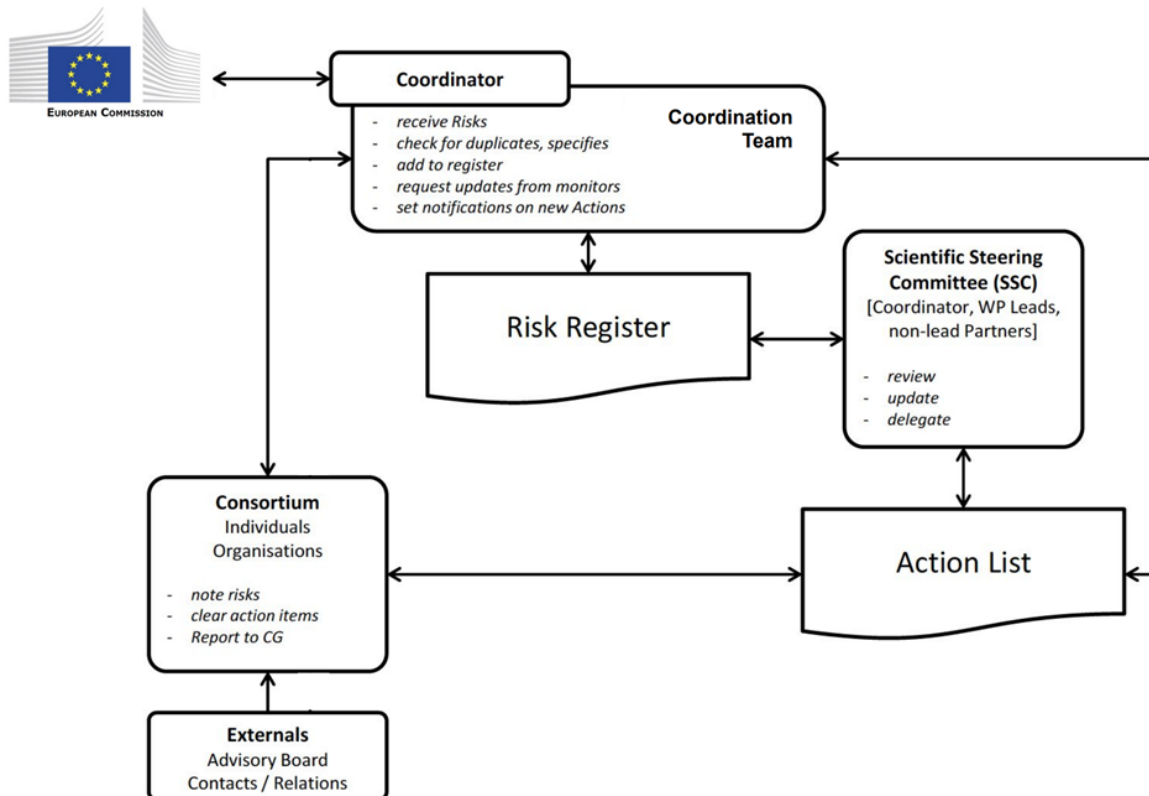 EUROPEAN COMMISSION
Coordinator
Coordination
Team
- receive Risks
- check for duplicates, specifies
- add to register
- request updates from monitors
- set notifications on new Actions
Risk Register
Scientific Steering
Committee (SSC)
[Coordinator, WP Leads,
non-lead Partners]
- review
- update
- delegate
Consortium
Individuals
Organisations
- note risks
- clear action items
- Report to CG
Action List
Externals
Advisory Board
Contacts / Relations